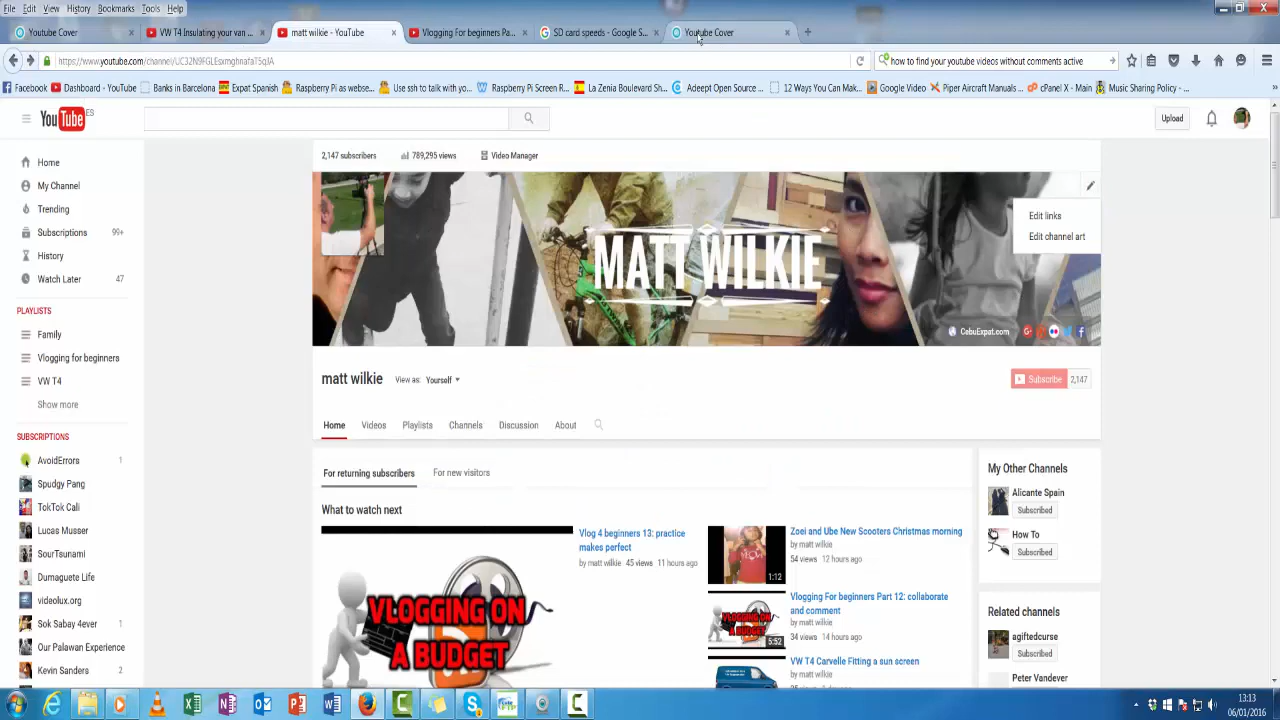 File Edit View History Bookmarks Tools Help
Youtube Cover × VW T4 Insulating your van ... × matt wilkie - YouTube × Vlogging For beginners Pa... × SD card speeds - Google S... × Youtube Cover × +
https://www.youtube.com/channel/UC32N9FGLEsxmghnafaT5qJA how to find your youtube videos without comments active
Facebook Dashboard - YouTube Bankia Barcelona Expat Spanish Raspberry Pi as webse... Use ssh to talk with yo... Raspberry Pi Screen R... La Zenia Boulevard Sh... Adeept Open Source ... 12 Ways You Can Mak... Google Video Piper Aircraft Manuals ... cPanel X - Main Music Sharing Policy - ... »
YouTube ES Upload
2,147 subscribers 789,295 views Video Manager
Home
My Channel
Trending
Subscriptions 99+
History
Watch Later 47
PLAYLISTS
Family
Vlogging for beginners
VW T4
Show more
SUBSCRIPTIONS
AvoidErrors 1
Spudgy Pang
TokTok Cali
Lucas Musser
SourTsunami
Dumaguete Life
videolux.org
Sok Sabay 4ever 1
Our Palawan Experience
Kevin Sanders 2
Edit links
Edit channel art
MATT WILKIE
CebuExpat.com
matt wilkie View as: Yourself
Subscribe 2,147
Home Videos Playlists Channels Discussion About
For returning subscribers For new visitors
What to watch next
VLOGGING ON
A BUDGET
Vlog 4 beginners 13: practice
makes perfect
by matt wilkie 45 views 11 hours ago
Zoei and Ube New Scooters Christmas morning
by matt wilkie
54 views 12 hours ago
1:12
Vlogging For beginners Part 12: collaborate
and comment
by matt wilkie
34 views 14 hours ago
VLOGGING ON
A BUDGET
5:52
VW T4 Carvelle Fitting a sun screen
by matt wilkie
My Other Channels
Alicante Spain
Subscribed
How To
Subscribed
Related channels
agiftedcurse
Subscribed
Peter Vandever
13:13
06/01/2016